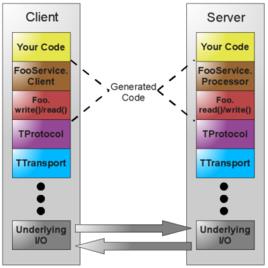 Client
Your Code
FooService.
Client
Foo.
write()/read()
TProtocol
TTransport
Underlying
I/O
Generated
Code
Server
Your Code
FooService.
Processor
Foo.
read()/write()
TProtocol
TTransport
Underlying
I/O